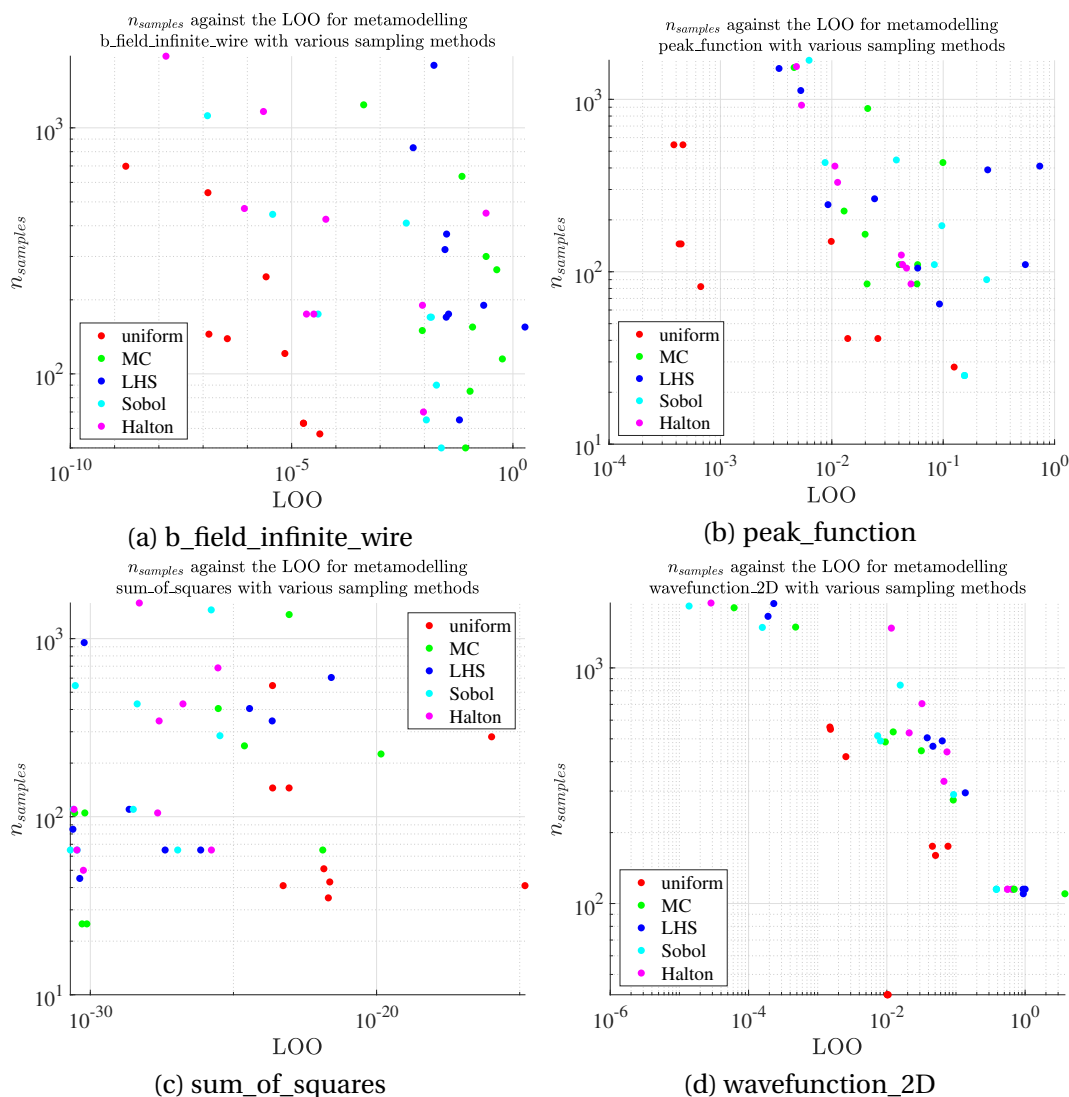 n_samples against the LOO for metamodelling
b_field_infinite_wire with various sampling methods
n_samples
10^3
10^2
uniform
MC
LHS
Sobol
Halton
10^-10
10^-5
10^0
LOO
(a) b_field_infinite_wire
n_samples against the LOO for metamodelling
peak_function with various sampling methods
n_samples
10^3
10^2
10^1
uniform
MC
LHS
Sobol
Halton
10^-4
10^-3
10^-2
10^-1
10^0
LOO
(b) peak_function
n_samples against the LOO for metamodelling
sum_of_squares with various sampling methods
n_samples
10^3
10^2
10^1
uniform
MC
LHS
Sobol
Halton
10^-30
10^-20
LOO
(c) sum_of_squares
n_samples against the LOO for metamodelling
wavefunction_2D with various sampling methods
n_samples
10^3
10^2
uniform
MC
LHS
Sobol
Halton
10^-6
10^-4
10^-2
10^0
LOO
(d) wavefunction_2D